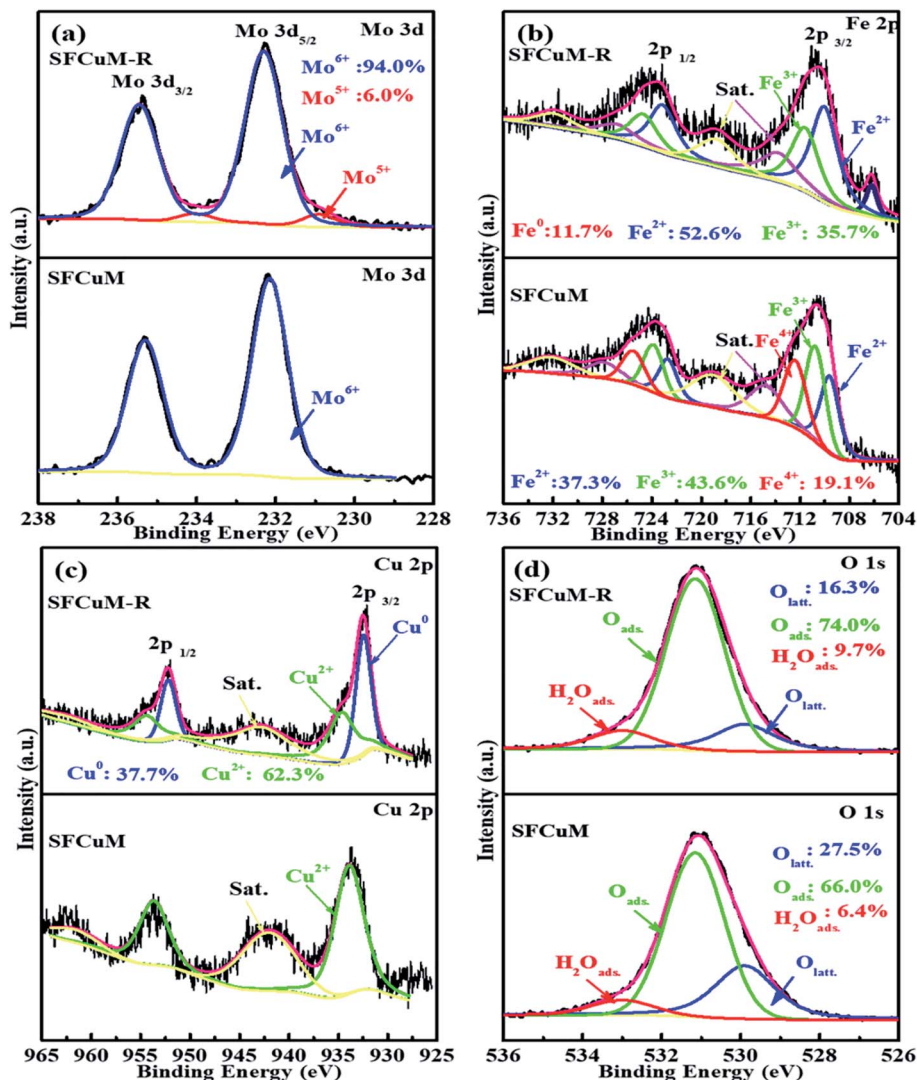 (a)
Mo 3d
Mo 3d5/2
SFCuM-R
Mo6+:94.0%
Mo5+:6.0%
Mo 3d3/2
Mo6+
Mo5+
SFCuM
Mo 3d
Mo6+
238 236 234 232 230 228
Binding Energy (eV)
Intensity (a.u.)
(b)
Fe 2p
SFCuM-R
2p 1/2
2p 3/2
Fe3+
Sat.
Fe2+
Fe0:11.7% Fe2+:52.6% Fe3+:35.7%
SFCuM
Fe3+
Sat.
Fe4+
Fe2+
Fe2+:37.3% Fe3+:43.6% Fe4+:19.1%
736 732 728 724 720 716 712 708 704
Binding Energy (eV)
Intensity (a.u.)
(c)
Cu 2p
SFCuM-R
2p 3/2
Cu0
2p 1/2
Cu2+
Sat.
Cu0:37.7% Cu2+:62.3%
Cu 2p
SFCuM
Cu2+
Sat.
965 960 955 950 945 940 935 930 925
Binding Energy (eV)
Intensity (a.u.)
(d)
O 1s
SFCuM-R
Olatt.: 16.3%
Oads.: 74.0%
H2Oads.: 9.7%
Oads.
H2Oads.
Olatt.
O 1s
SFCuM
Olatt.: 27.5%
Oads.: 66.0%
H2Oads.: 6.4%
Oads.
H2Oads.
Olatt.
536 534 532 530 528 526
Binding Energy (eV)
Intensity (a.u.)